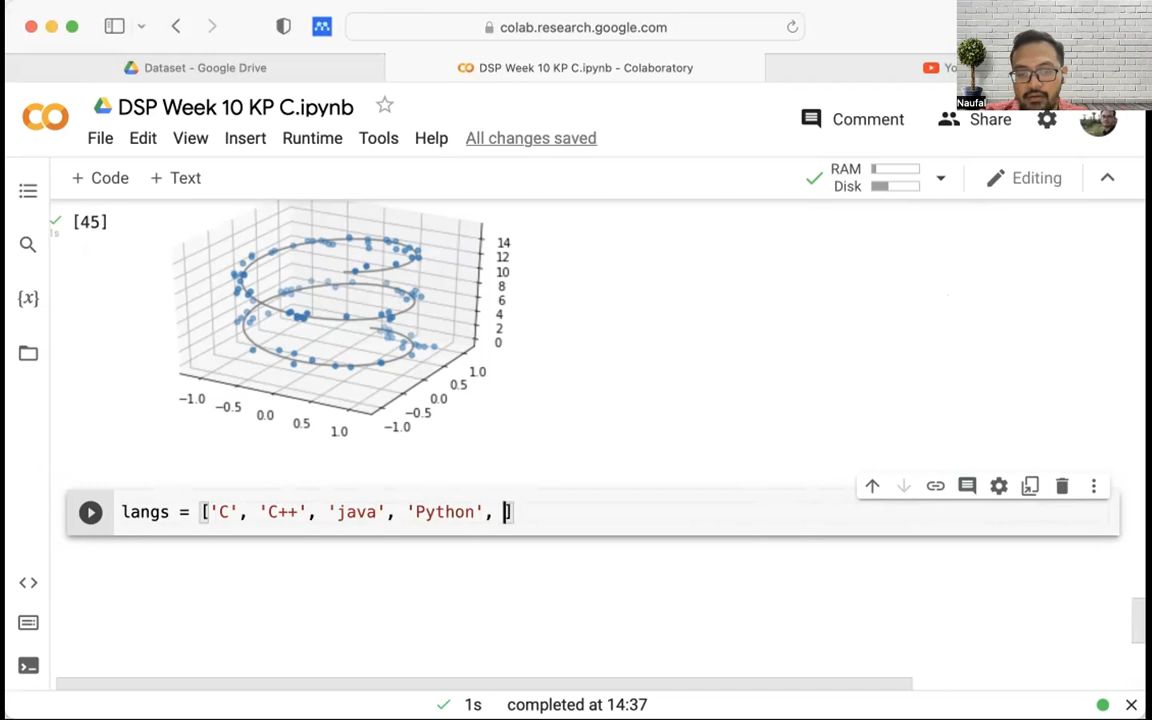 colab.research.google.com
Dataset - Google Drive
DSP Week 10 KP C.ipynb - Colaboratory
Yo
Naufal
DSP Week 10 KP C.ipynb
File Edit View Insert Runtime Tools Help All changes saved
Comment
Share
+ Code + Text
RAM
Disk
Editing
[45]
1s
14
12
10
8
6
4
2
0
1.0
0.5
0.0
−0.5
−1.0
−1.0
−0.5
0.0
0.5
1.0
{x}
langs = ['C', 'C++', 'java', 'Python', ]
1s completed at 14:37